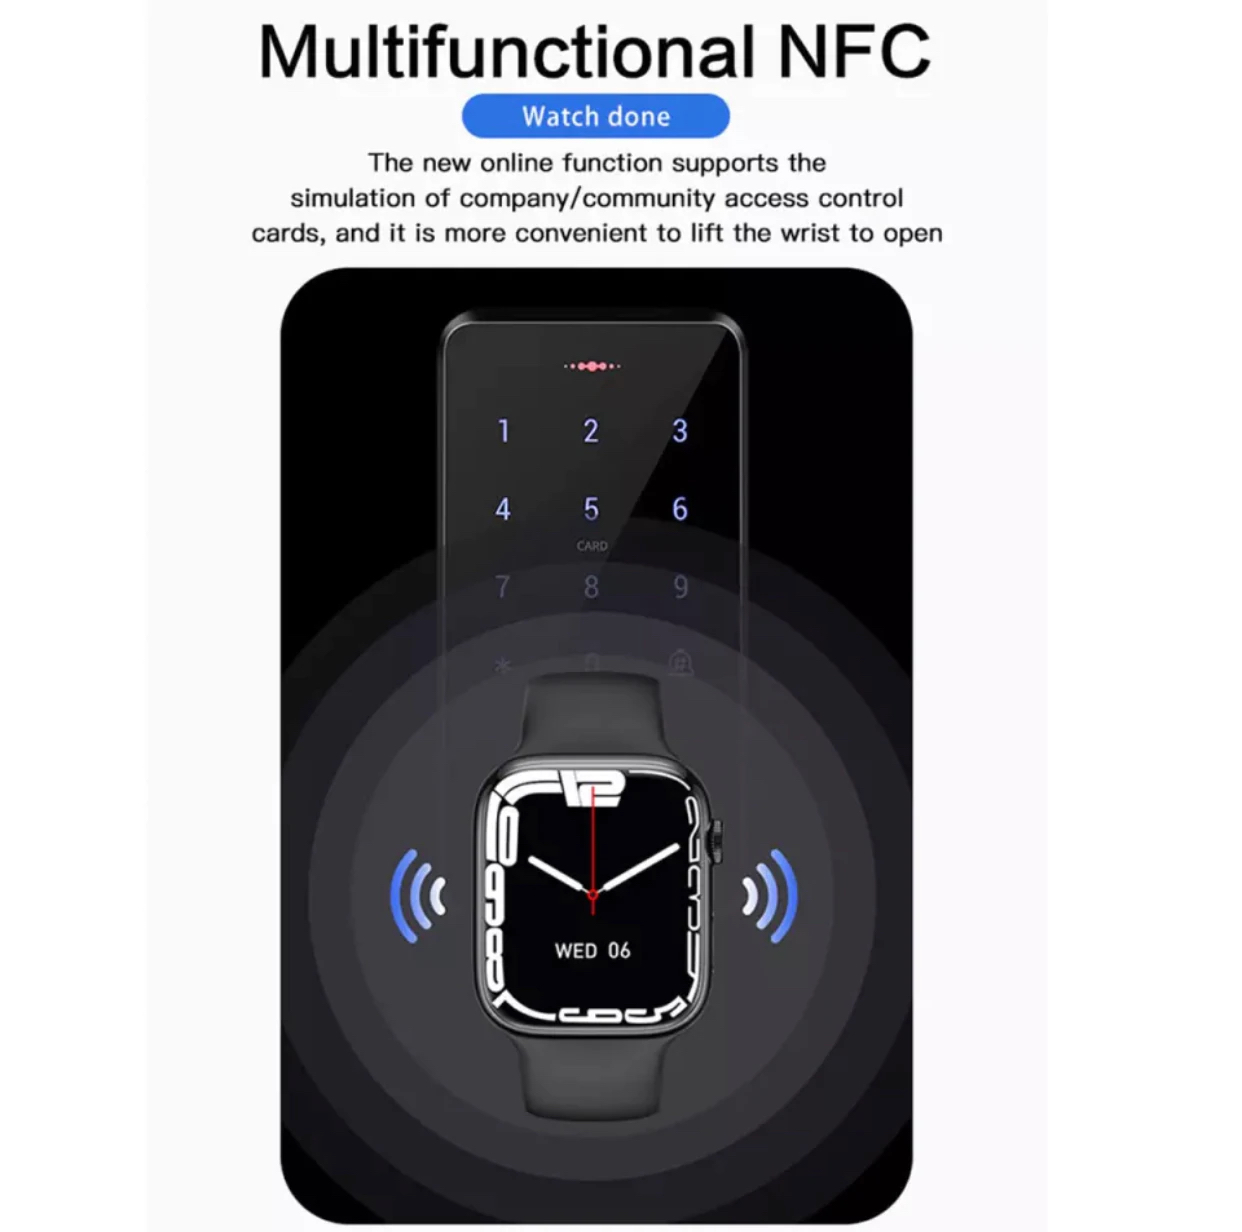 Multifunctional NFC
Watch done
The new online function supports the
simulation of company/community access control
cards, and it is more convenient to lift the wrist to open
1 2 3
4 5 6
CARD
7 8 9
* 0 #
12
WED 06